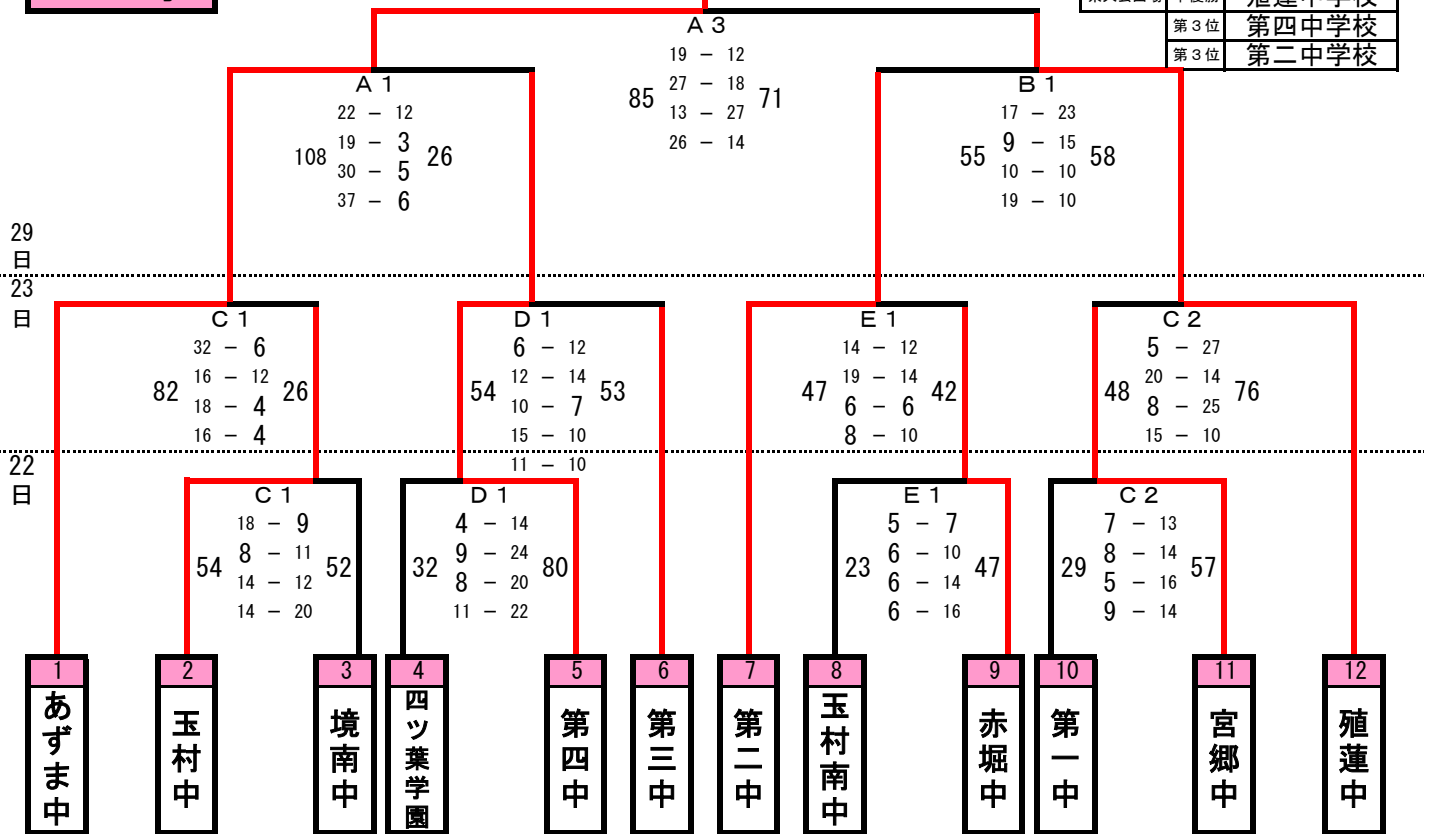 殖蓮中学校
第３位 第四中学校
第３位 第二中学校
Ａ３
19 － 12
27 － 18
85 71
13 － 27
26 － 14
Ａ１
22 － 12
19 － 3
108 26
30 － 5
37 － 6
Ｂ１
17 － 23
9 － 15
55 58
10 － 10
19 － 10
29
日
23
日
Ｃ１
32 － 6
16 － 12
82 26
18 － 4
16 － 4
Ｄ１
6 － 12
12 － 14
54 53
10 － 7
15 － 10
11 － 10
Ｅ１
14 － 12
19 － 14
47 42
6 － 6
8 － 10
Ｃ２
5 － 27
20 － 14
48 76
8 － 25
15 － 10
22
日
Ｃ１
18 － 9
8 － 11
54 52
14 － 12
14 － 20
Ｄ１
4 － 14
9 － 24
32 80
8 － 20
11 － 22
Ｅ１
5 － 7
6 － 10
23 47
6 － 14
6 － 16
Ｃ２
7 － 13
8 － 14
29 57
5 － 16
9 － 14
1 2 3 4 5 6 7 8 9 10 11 12
あずま中
玉村中
境南中
四ツ葉学園
第四中
第三中
第二中
玉村南中
赤堀中
第一中
宮郷中
殖蓮中